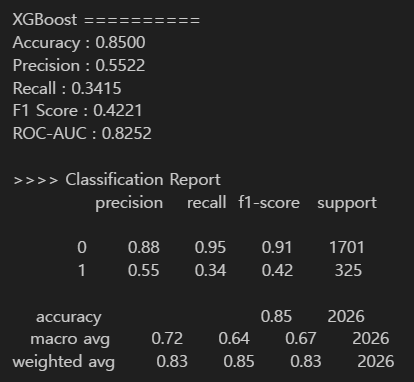 XGBoost ==========
Accuracy : 0.8500
Precision : 0.5522
Recall : 0.3415
F1 Score : 0.4221
ROC-AUC : 0.8252
>>>> Classification Report
precision recall f1-score support
0 0.88 0.95 0.91 1701
1 0.55 0.34 0.42 325
accuracy 0.85 2026
macro avg 0.72 0.64 0.67 2026
weighted avg 0.83 0.85 0.83 2026